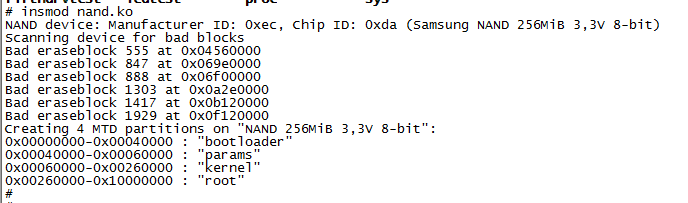 # insmod nand.ko
NAND device: Manufacturer ID: 0xec, Chip ID: 0xda (Samsung NAND 256MiB 3,3V 8-bit)
Scanning device for bad blocks
Bad eraseblock 555 at 0x04560000
Bad eraseblock 847 at 0x069e0000
Bad eraseblock 888 at 0x06f00000
Bad eraseblock 1303 at 0x0a2e0000
Bad eraseblock 1417 at 0x0b120000
Bad eraseblock 1929 at 0x0f120000
Creating 4 MTD partitions on "NAND 256MiB 3,3V 8-bit":
0x00000000-0x00040000 : "bootloader"
0x00040000-0x00060000 : "params"
0x00060000-0x00260000 : "kernel"
0x00260000-0x10000000 : "root"
#